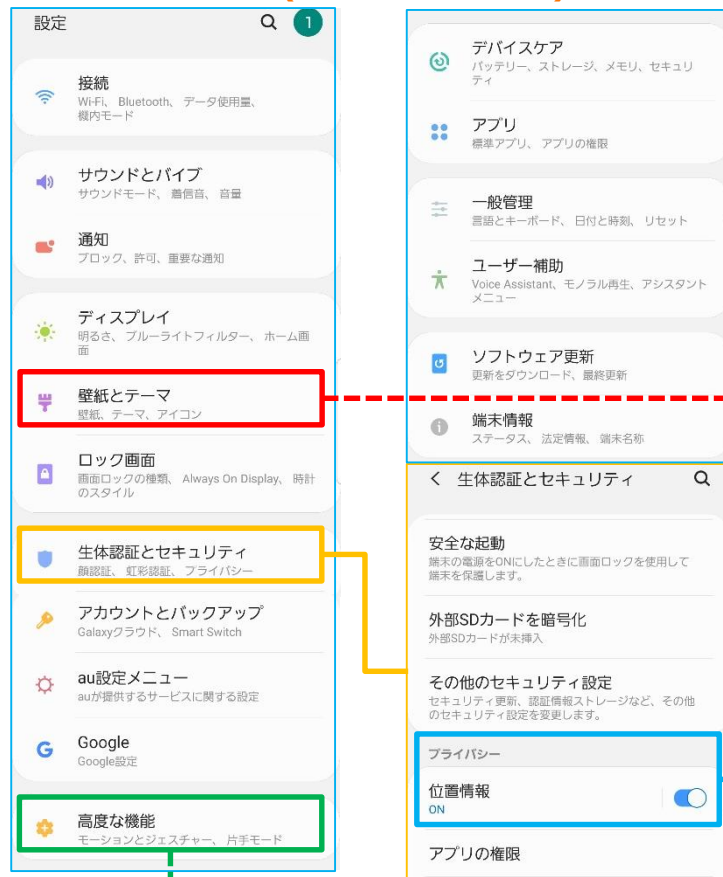 設定
1
接続
Wi-Fi、 Bluetooth、 データ使用量、
機内モード
サウンドとバイブ
サウンドモード、 着信音、 音量
通知
ブロック、許可、重要な通知
ディスプレイ
明るさ、 ブルーライトフィルター、 ホーム画
面
壁紙とテーマ
壁紙、テーマ、アイコン
ロック画面
画面ロックの種類、 Always On Display、 時計
のスタイル
生体認証とセキュリティ
顔認証、 虹彩認証、 プライバシー
アカウントとバックアップ
Galaxyクラウド、 Smart Switch
au設定メニュー
auが提供するサービスに関する設定
G
Google
Google設定
高度な機能
モーションとジェスチャー、 片手モード
デバイスケア
バッテリー、ストレージ、メモリ、セキュリ
ティ
アプリ
標準アプリ、 アプリの権限
一般管理
言語とキーボード、 日付と時刻、 リセット
ユーザー補助
Voice Assistant、モノラル再生、アシスタント
メニュー
ソフトウェア更新
更新をダウンロード、最終更新
端末情報
ステータス、 法定情報、 端末名称
生体認証とセキュリティ
安全な起動
端末の電源をONにしたときに画面ロックを使用して
端末を保護します。
外部SDカードを暗号化
外部SDカードが未挿入
その他のセキュリティ設定
セキュリティ更新、認証情報ストレージなど、その他
のセキュリティ設定を変更します。
プライバシー
位置情報
ON
アプリの権限